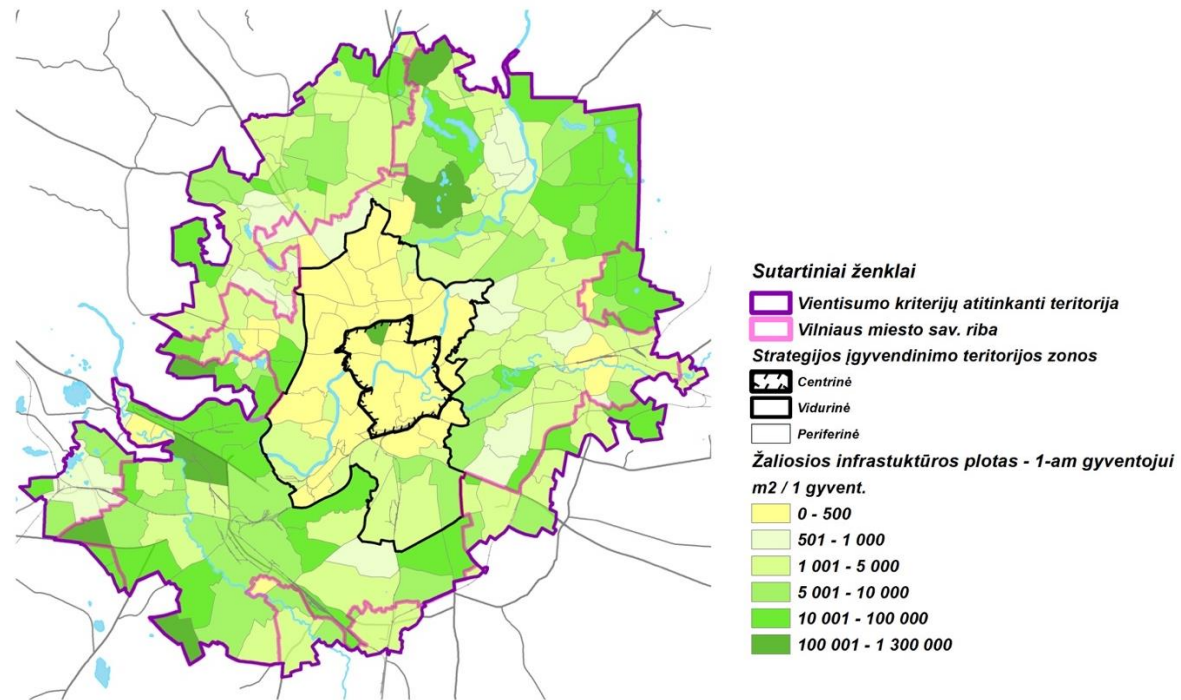 Sutartiniai ženklai
Vientisumo kriterijų atitinkanti teritorija
Vilniaus miesto sav. riba
Strategijos įgyvendinimo teritorijos zonos
Centrinė
Vidurinė
Periferinė
Žaliosios infrastuktūros plotas - 1-am gyventojui
m2 / 1 gyvent.
0 - 500
501 - 1 000
1 001 - 5 000
5 001 - 10 000
10 001 - 100 000
100 001 - 1 300 000